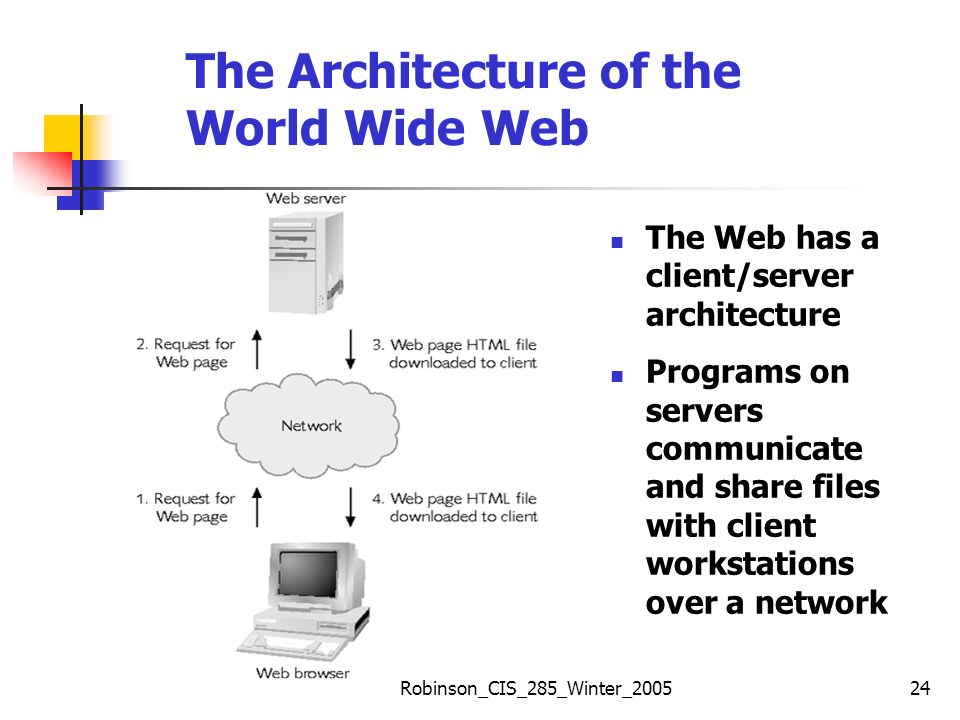 The Architecture of the
World Wide Web
Web server
2. Request for
Web page
3. Web page HTML file
downloaded to client
Network
1. Request for
Web page
4. Web page HTML file
downloaded to client
Web browser
The Web has a
client/server
architecture
Programs on
servers
communicate
and share files
with client
workstations
over a network
Robinson_CIS_285_Winter_2005
24